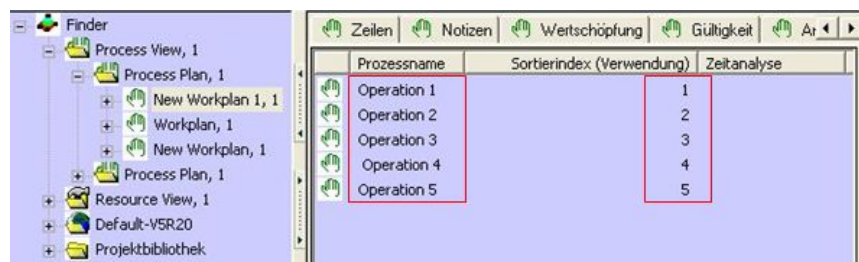 Finder
Process View, 1
Process Plan, 1
New Workplan 1, 1
Workplan, 1
New Workplan, 1
Process Plan, 1
Resource View, 1
Default-V5R20
Projektbibliothek
Zeilen Notizen Wertschöpfung Gültigkeit Ar
Prozessname Sortierindex (Verwendung) Zeitanalyse
Operation 1 1
Operation 2 2
Operation 3 3
Operation 4 4
Operation 5 5